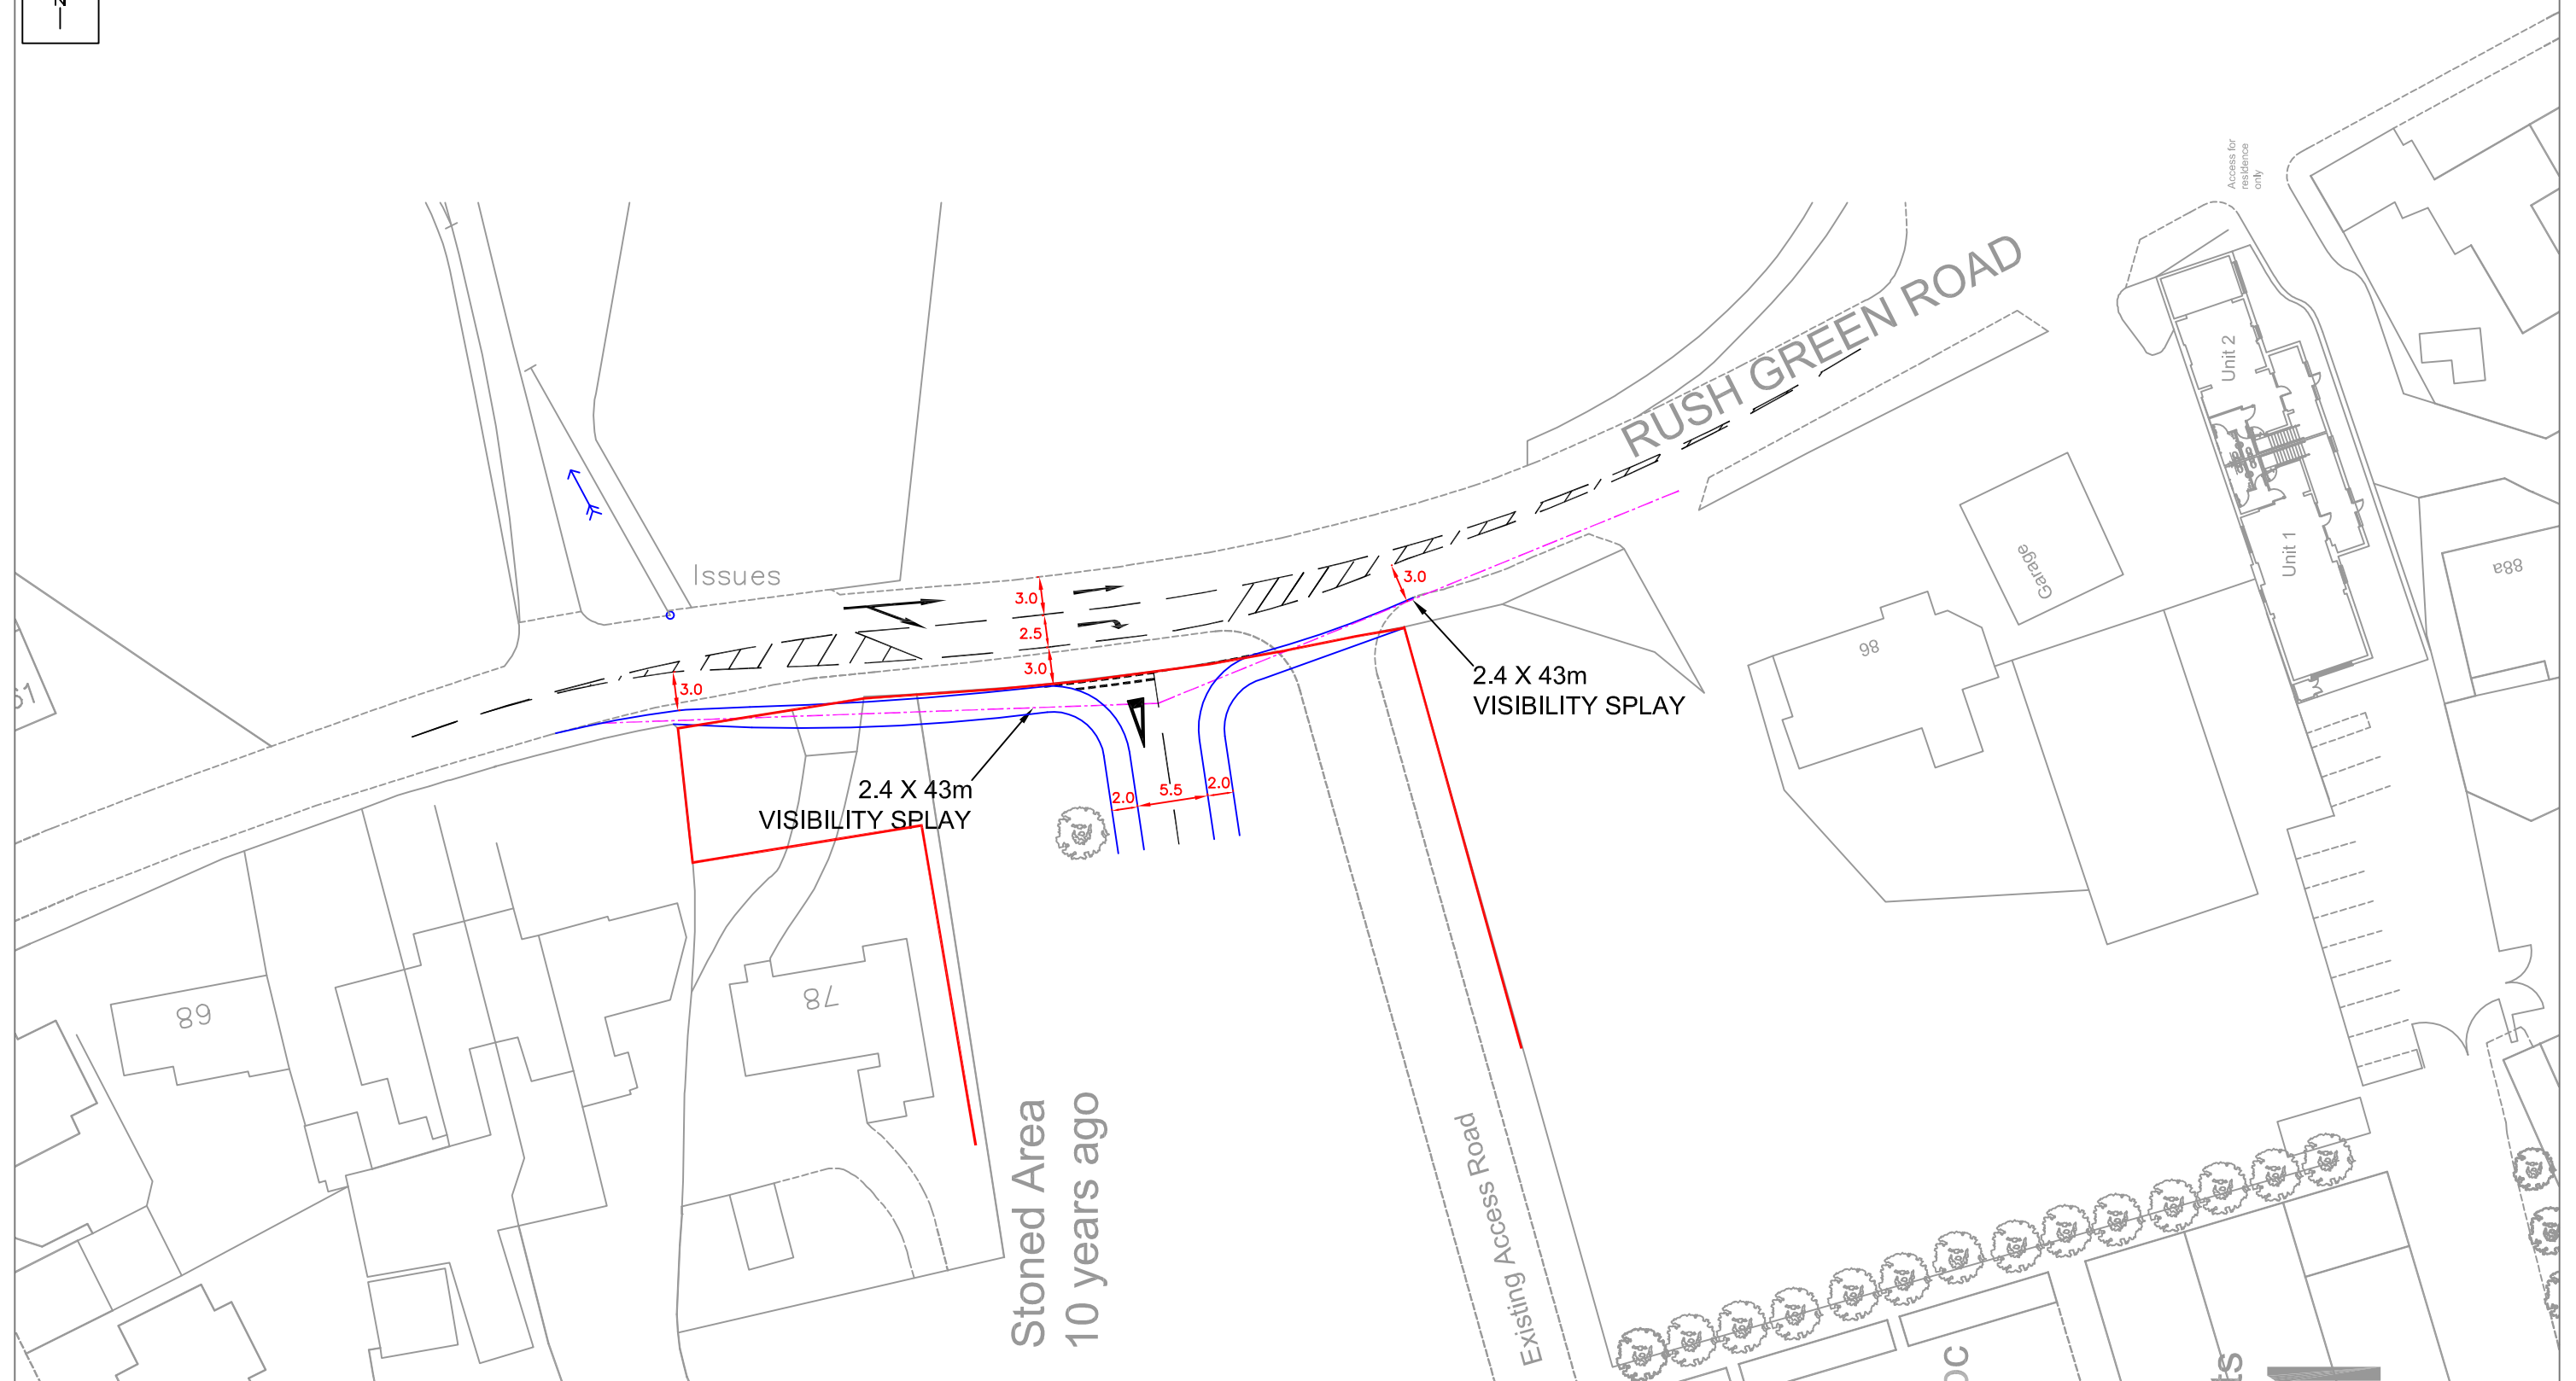 N
Access for
residence
only
RUSH GREEN ROAD
Unit 2
Unit 1
88a
Garage
86
Issues
3.0
2.5
3.0
3.0
3.0
2.4 X 43m
VISIBILITY SPLAY
2.4 X 43m
VISIBILITY SPLAY
2.0
5.5
2.0
61
68
78
Stoned Area
10 years ago
Existing Access Road